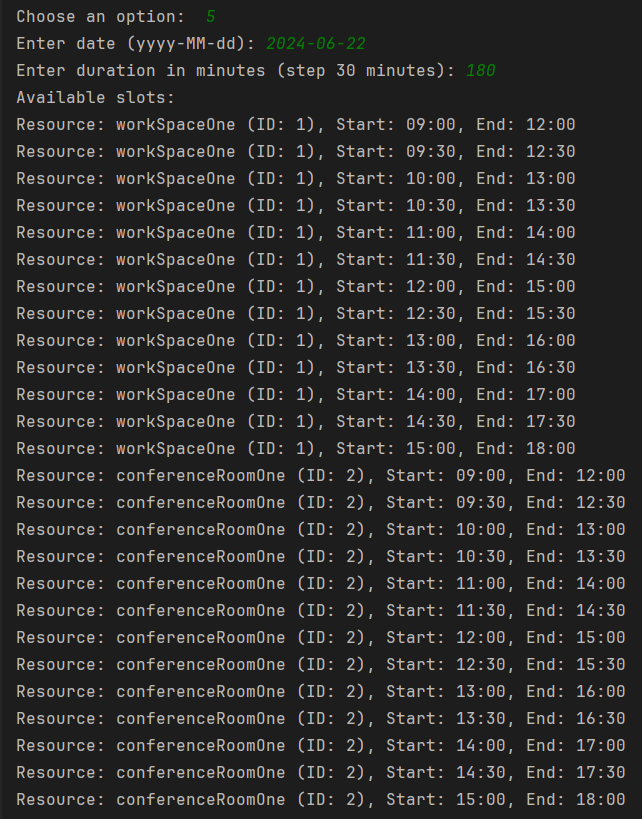 Choose an option:  5
Enter date (yyyy-MM-dd): 2024-06-22
Enter duration in minutes (step 30 minutes): 180
Available slots:
Resource: workSpaceOne (ID: 1), Start: 09:00, End: 12:00
Resource: workSpaceOne (ID: 1), Start: 09:30, End: 12:30
Resource: workSpaceOne (ID: 1), Start: 10:00, End: 13:00
Resource: workSpaceOne (ID: 1), Start: 10:30, End: 13:30
Resource: workSpaceOne (ID: 1), Start: 11:00, End: 14:00
Resource: workSpaceOne (ID: 1), Start: 11:30, End: 14:30
Resource: workSpaceOne (ID: 1), Start: 12:00, End: 15:00
Resource: workSpaceOne (ID: 1), Start: 12:30, End: 15:30
Resource: workSpaceOne (ID: 1), Start: 13:00, End: 16:00
Resource: workSpaceOne (ID: 1), Start: 13:30, End: 16:30
Resource: workSpaceOne (ID: 1), Start: 14:00, End: 17:00
Resource: workSpaceOne (ID: 1), Start: 14:30, End: 17:30
Resource: workSpaceOne (ID: 1), Start: 15:00, End: 18:00
Resource: conferenceRoomOne (ID: 2), Start: 09:00, End: 12:00
Resource: conferenceRoomOne (ID: 2), Start: 09:30, End: 12:30
Resource: conferenceRoomOne (ID: 2), Start: 10:00, End: 13:00
Resource: conferenceRoomOne (ID: 2), Start: 10:30, End: 13:30
Resource: conferenceRoomOne (ID: 2), Start: 11:00, End: 14:00
Resource: conferenceRoomOne (ID: 2), Start: 11:30, End: 14:30
Resource: conferenceRoomOne (ID: 2), Start: 12:00, End: 15:00
Resource: conferenceRoomOne (ID: 2), Start: 12:30, End: 15:30
Resource: conferenceRoomOne (ID: 2), Start: 13:00, End: 16:00
Resource: conferenceRoomOne (ID: 2), Start: 13:30, End: 16:30
Resource: conferenceRoomOne (ID: 2), Start: 14:00, End: 17:00
Resource: conferenceRoomOne (ID: 2), Start: 14:30, End: 17:30
Resource: conferenceRoomOne (ID: 2), Start: 15:00, End: 18:00